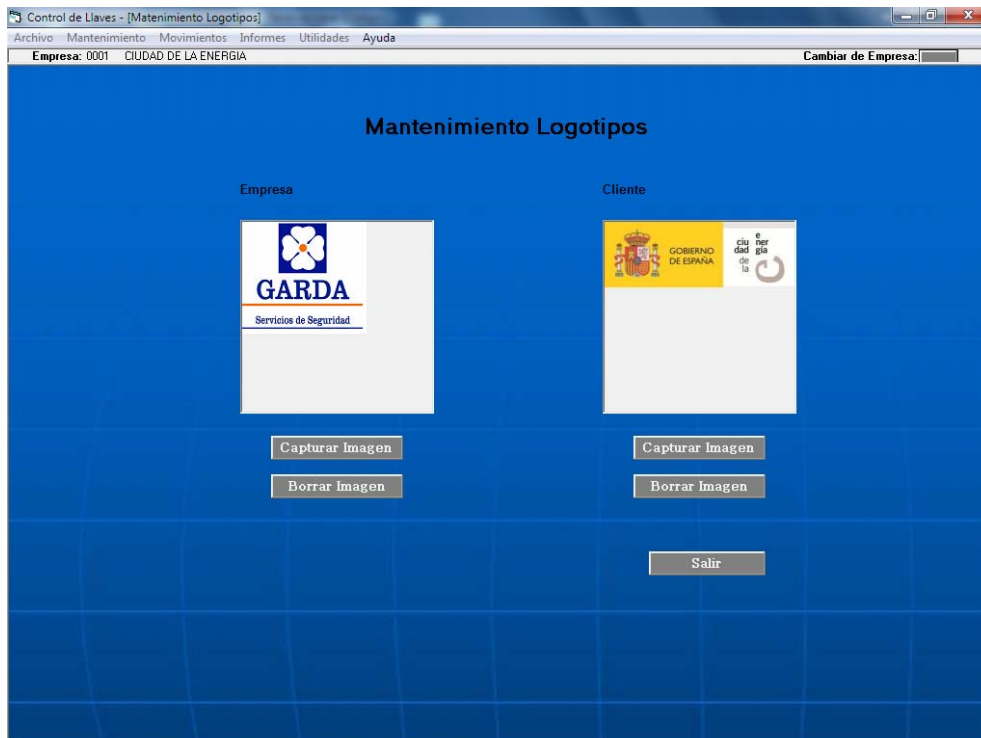 Control de Llaves - [Matenimiento Logotipos]
Archivo Mantenimiento Movimientos Informes Utilidades Ayuda
Empresa: 0001 CIUDAD DE LA ENERGIA Cambiar de Empresa:
Mantenimiento Logotipos
Empresa Cliente
GARDA
Servicios de Seguridad
GOBIERNO
DE ESPAÑA
ciu
dad
de
la
e
ner
gía
Capturar Imagen Capturar Imagen
Borrar Imagen Borrar Imagen
Salir